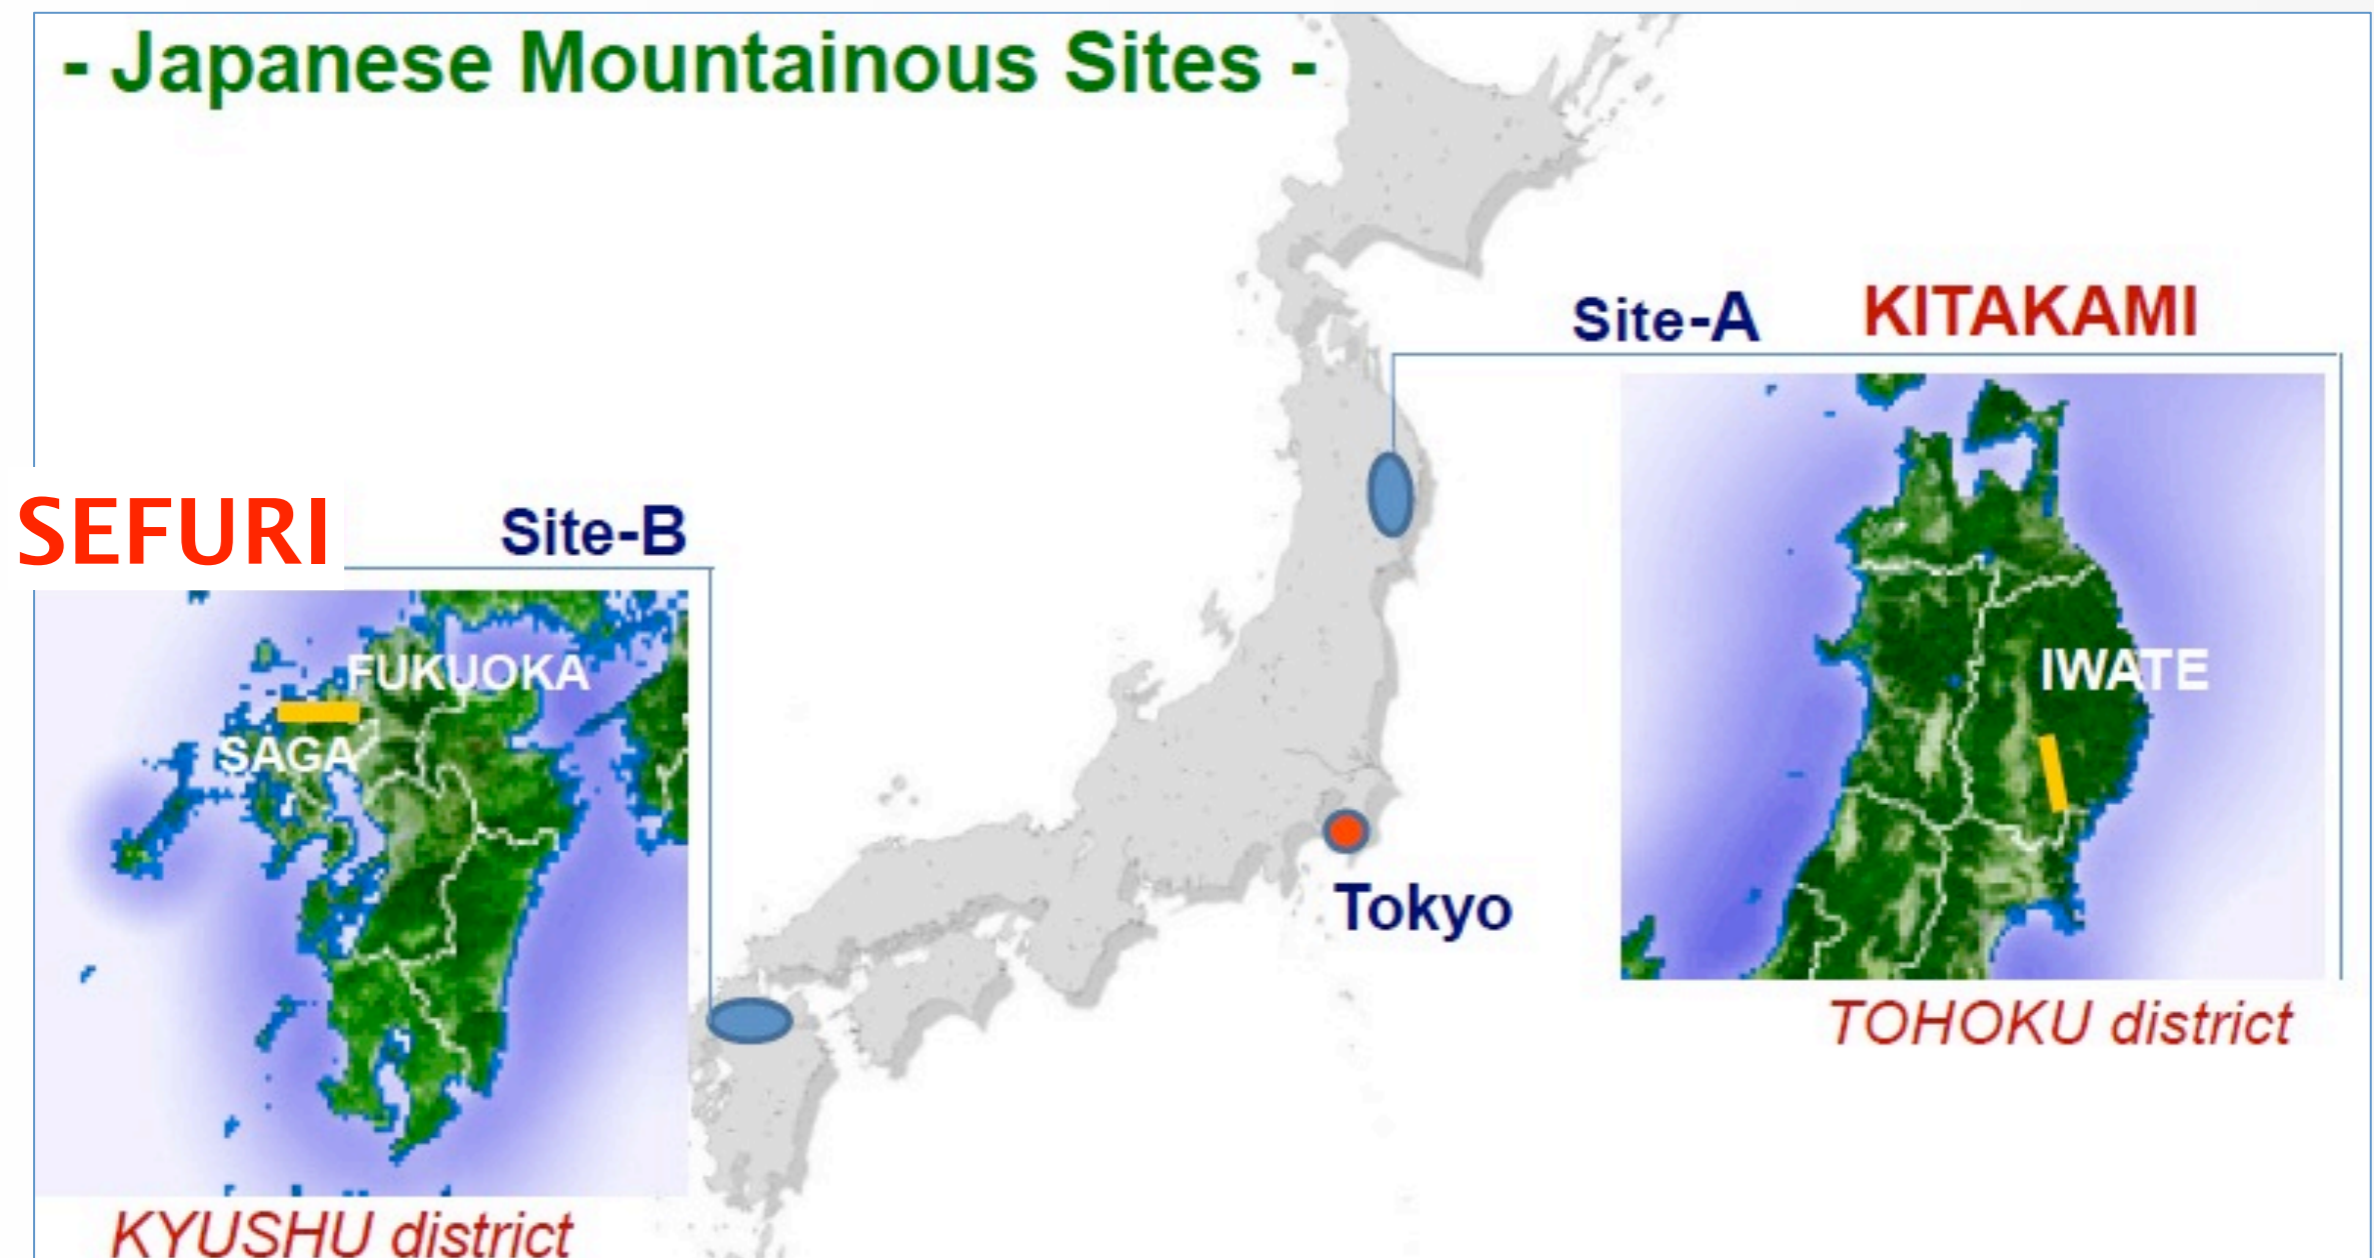 - Japanese Mountainous Sites -
Site-A KITAKAMI
SEFURI
Site-B
FUKUOKA
SAGA
IWATE
Tokyo
TOHOKU district
KYUSHU district